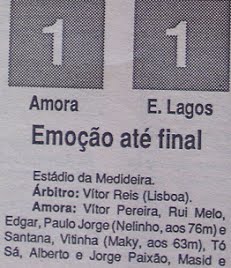 1 1
Amora E. Lagos
Emoção até final
Estádio da Medideira.
Árbitro: Vítor Reis (Lisboa).
Amora: Vítor Pereira, Rui Melo,
Edgar, Paulo Jorge (Nelinho, aos 76m) e
Santana, Vitinha (Maky, aos 63m), Tó
Sá, Alberto e Jorge Paixão, Masid e